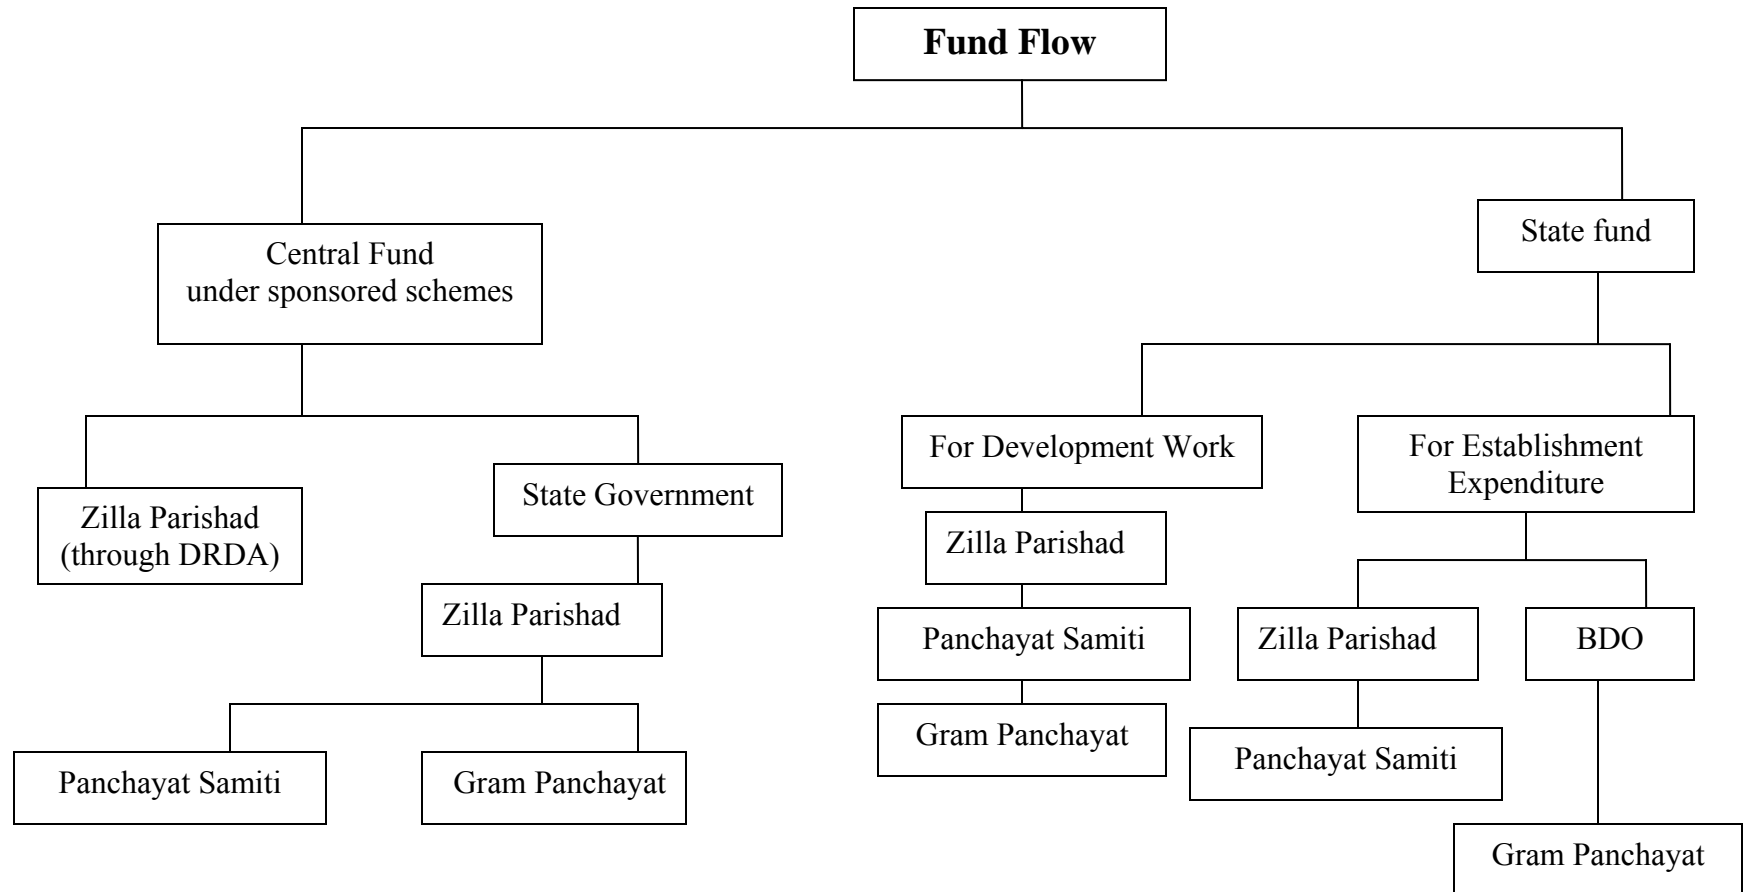 Fund Flow
Central Fund
under sponsored schemes
State fund
Zilla Parishad
(through DRDA)
State Government
Zilla Parishad
Panchayat Samiti
Gram Panchayat
For Development Work
Zilla Parishad
Panchayat Samiti
Gram Panchayat
For Establishment
Expenditure
Zilla Parishad
Panchayat Samiti
BDO
Gram Panchayat